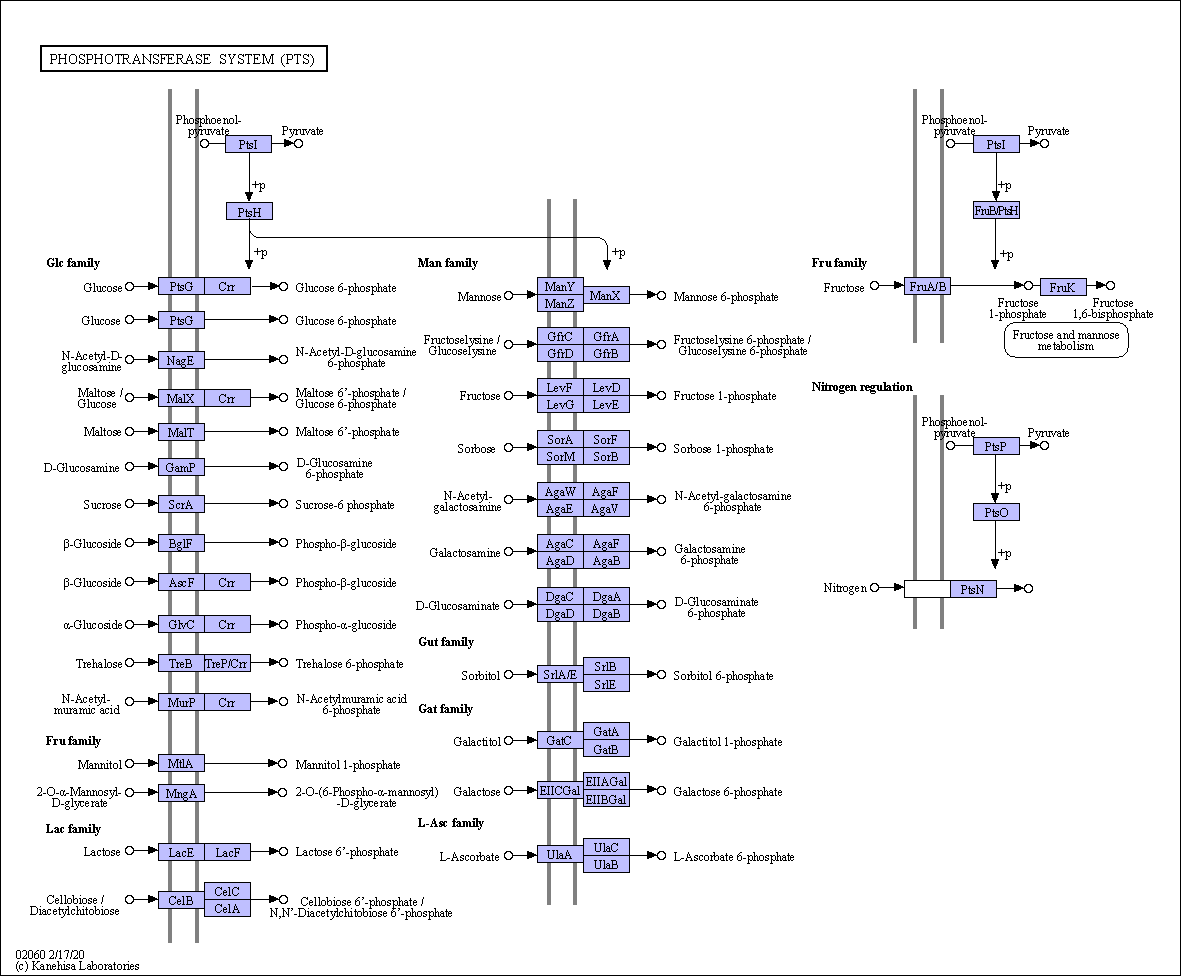 PHOSPHOTRANSFERASE SYSTEM (PTS)
Phosphoenol-
pyruvate
PtsI
Pyruvate
+p
PtsH
+p
+p
Glc family
Glucose
PtsG
Crr
Glucose 6-phosphate
Glucose
PtsG
Glucose 6-phosphate
N-Acetyl-D-
glucosamine
NagE
N-Acetyl-D-glucosamine
6-phosphate
Maltose /
Glucose
MalX
Crr
Maltose 6'-phosphate /
Glucose 6-phosphate
Maltose
MalT
Maltose 6'-phosphate
D-Glucosamine
GamP
D-Glucosamine
6-phosphate
Sucrose
ScrA
Sucrose-6 phosphate
β-Glucoside
BglF
Phospho-β-glucoside
β-Glucoside
AscF
Crr
Phospho-β-glucoside
α-Glucoside
GlvC
Crr
Phospho-α-glucoside
Trehalose
TreB
TreP/Crr
Trehalose 6-phosphate
N-Acetyl-
muramic acid
MurP
Crr
N-Acetylmuramic acid
6-phosphate
Fru family
Mannitol
MtlA
Mannitol 1-phosphate
2-O-α-Mannosyl-
D-glycerate
MngA
2-O-(6-Phospho-α-mannosyl)
-D-glycerate
Lac family
Lactose
LacE
LacF
Lactose 6'-phosphate
Cellobiose /
Diacetylchitobiose
CelB
CelC
CelA
Cellobiose 6'-phosphate /
N,N'-Diacetylchitobiose 6'-phosphate
Man family
Mannose
ManY
ManZ
ManX
Mannose 6-phosphate
Fructoselysine /
Glucoselysine
GfrC
GfrA
GfrD
GfrB
Fructoselysine 6-phosphate /
Glucoselysine 6-phosphate
Fructose
LevF
LevD
LevG
LevE
Fructose 1-phosphate
Sorbose
SorA
SorF
SorM
SorB
Sorbose 1-phosphate
N-Acetyl-
galactosamine
AgaW
AgaF
AgaE
AgaV
N-Acetyl-galactosamine
6-phosphate
Galactosamine
AgaC
AgaF
AgaD
AgaB
Galactosamine
6-phosphate
D-Glucosaminate
DgaC
DgaA
DgaD
DgaB
D-Glucosaminate
6-phosphate
Gut family
Sorbitol
SrlA/E
SrlB
SrlE
Sorbitol 6-phosphate
Gat family
Galactitol
GatC
GatA
GatB
Galactitol 1-phosphate
Galactose
EIICGal
EIIAGal
EIIBGal
Galactose 6-phosphate
L-Asc family
L-Ascorbate
UlaA
UlaC
UlaB
L-Ascorbate 6-phosphate
Phosphoenol-
pyruvate
PtsI
Pyruvate
+p
FruB/PtsH
+p
Fru family
Fructose
FruA/B
Fructose
1-phosphate
FruK
Fructose
1,6-bisphosphate
Fructose and mannose
metabolism
Nitrogen regulation
Phosphoenol-
pyruvate
PtsP
Pyruvate
+p
PtsO
+p
Nitrogen
PtsN
02060 2/17/20
(c) Kanehisa Laboratories